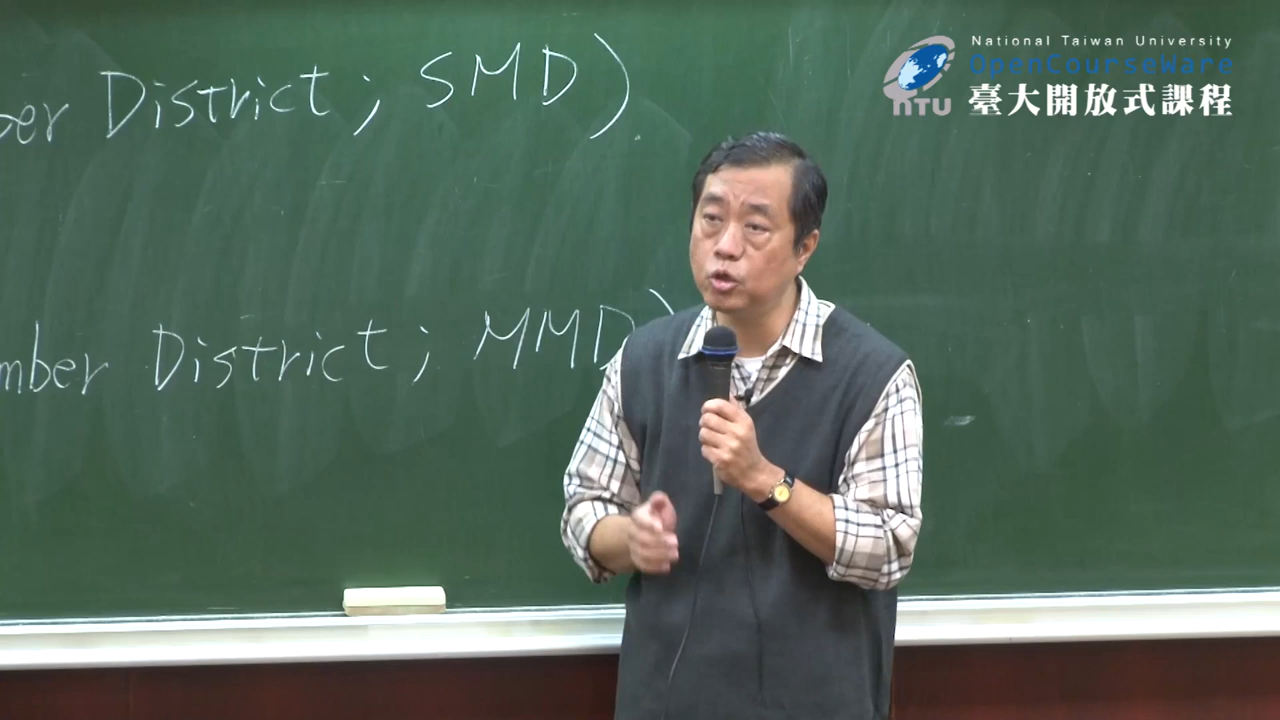 National Taiwan University
OpenCourseWare
NTU 臺大開放式課程
ber District; SMD)
mber District; MMD)